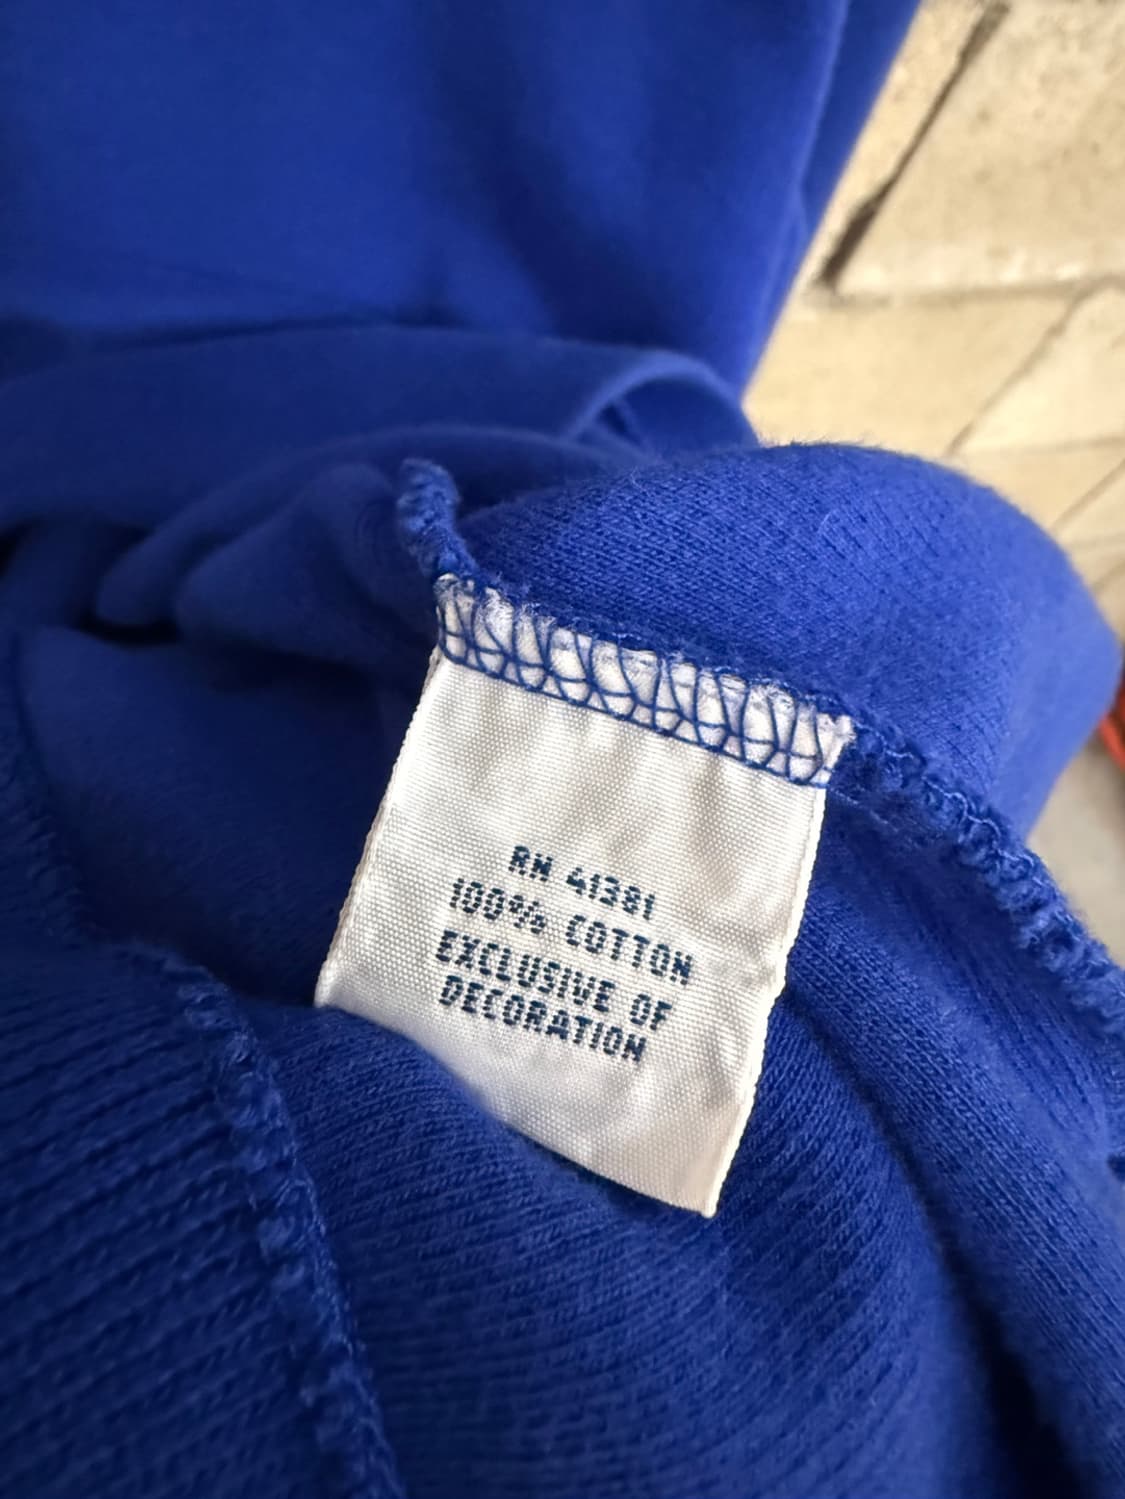 RN 41381
100% COTTON
EXCLUSIVE OF
DECORATION